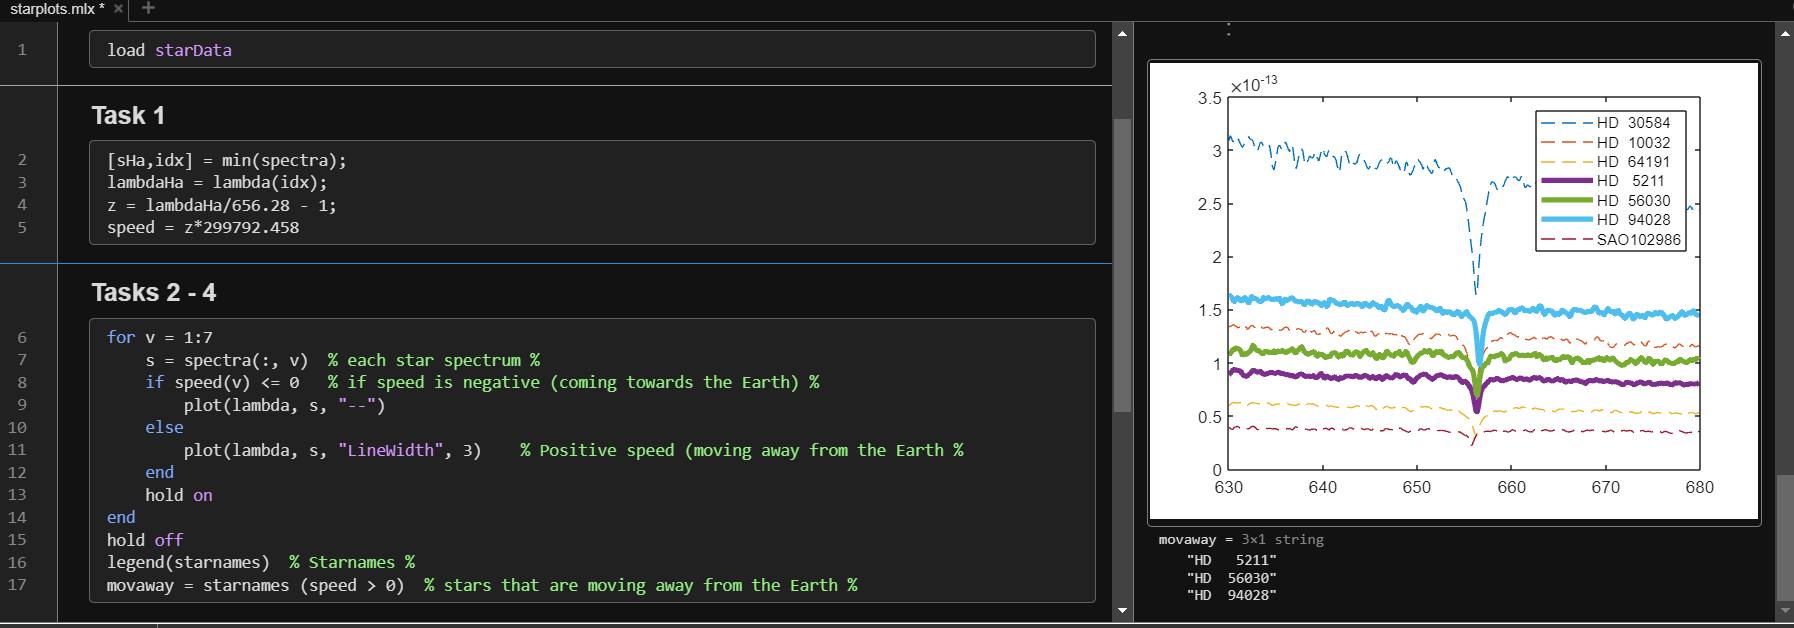 starplots.mlx * × +
1 load starData
Task 1
2 [sHa,idx] = min(spectra);
3 lambdaHa = lambda(idx);
4 z = lambdaHa/656.28 - 1;
5 speed = z*299792.458
Tasks 2 - 4
6 for v = 1:7
7 s = spectra(:, v) % each star spectrum %
8 if speed(v) <= 0 % if speed is negative (coming towards the Earth) %
9 plot(lambda, s, "--")
10 else
11 plot(lambda, s, "LineWidth", 3) % Positive speed (moving away from the Earth %
12 end
13 hold on
14 end
15 hold off
16 legend(starnames) % Starnames %
17 movaway = starnames (speed > 0) % stars that are moving away from the Earth %
:
×10-13
3.5
3
2.5
2
1.5
1
0.5
0
630 640 650 660 670 680
HD 30584
HD 10032
HD 64191
HD 5211
HD 56030
HD 94028
SAO102986
movaway = 3×1 string
"HD 5211"
"HD 56030"
"HD 94028"